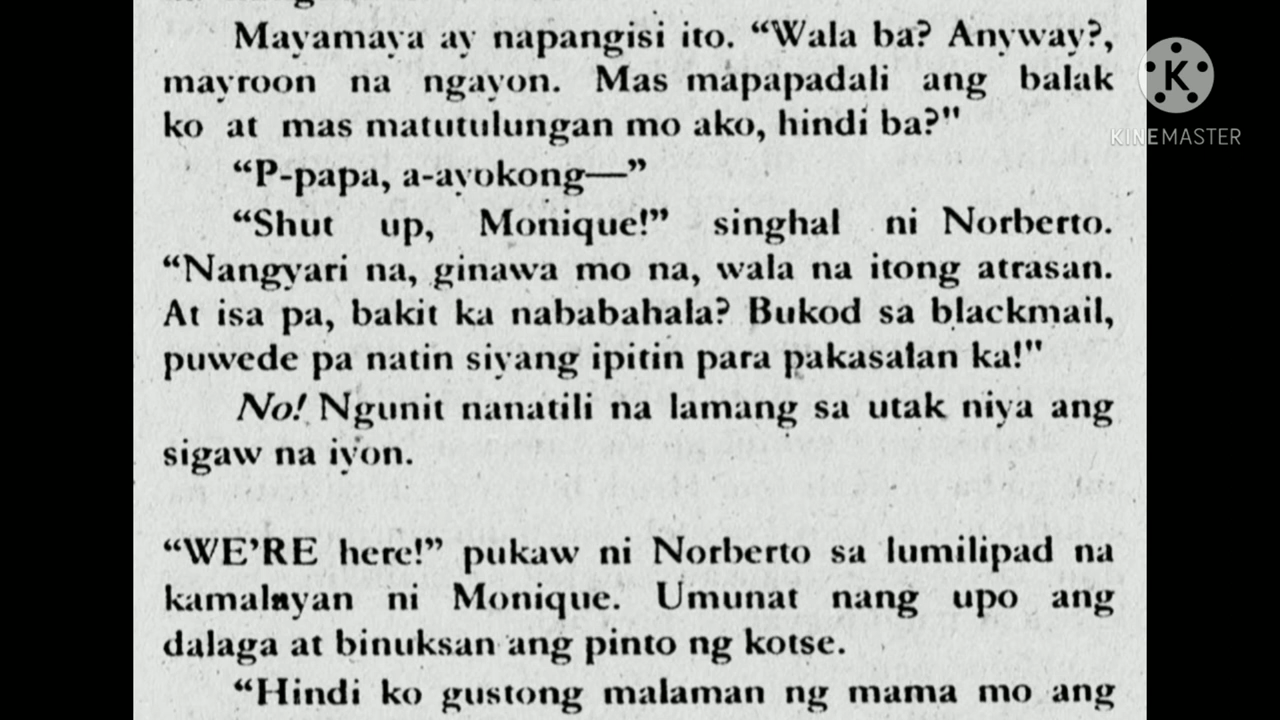 Mayamaya ay napangisi ito. “Wala ba? Anyway?,
mayroon na ngayon. Mas mapapadali ang balak
ko at mas matutulungan mo ako, hindi ba?"
“P-papa, a-ayokong—”
“Shut up, Monique!” singhal ni Norberto.
“Nangyari na, ginawa mo na, wala na itong atrasan.
At isa pa, bakit ka nababahala? Bukod sa blackmail,
puwede pa natin siyang ipitin para pakasalan ka!"
No! Ngunit nanatili na lamang sa utak niya ang
sigaw na iyon.
“WE’RE here!” pukaw ni Norberto sa lumilipad na
kamalayan ni Monique. Umunat nang upo ang
dalaga at binuksan ang pinto ng kotse.
“Hindi ko gustong malaman ng mama mo ang
K
KINEMASTER